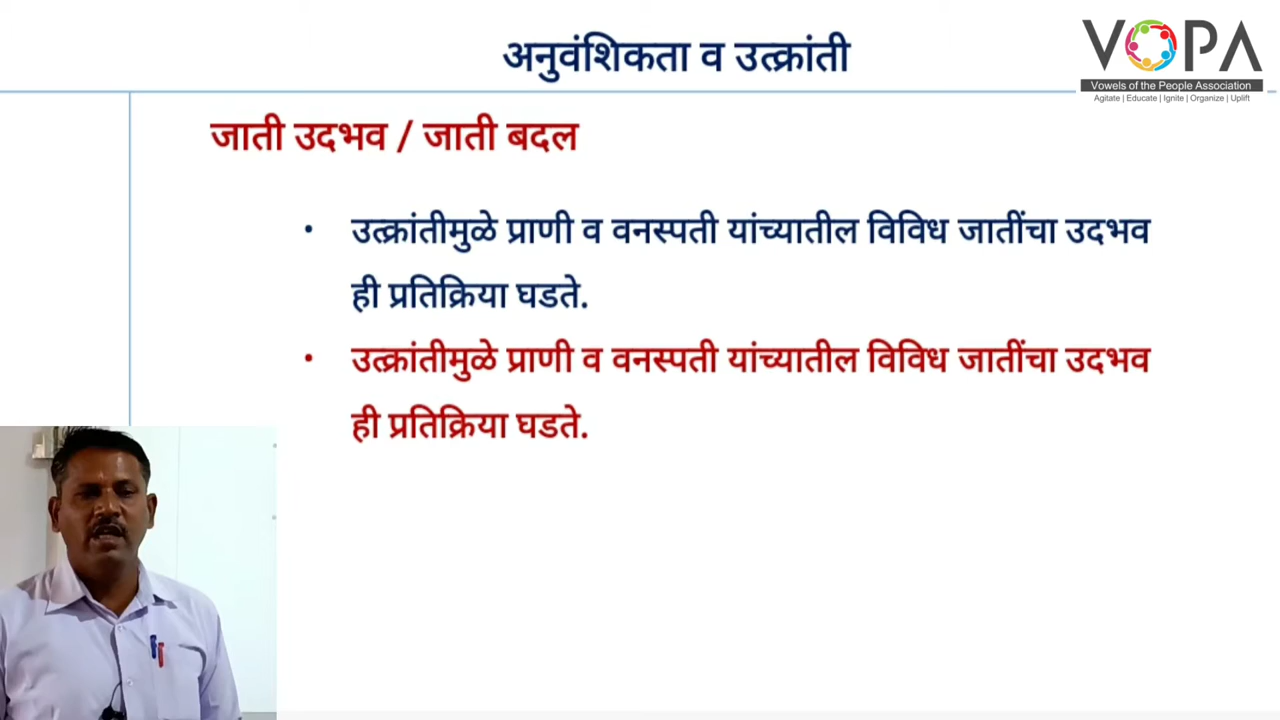 अनुवंशिकता व उत्क्रांती
VOPA
Vowels of the People Association
Agitate | Educate | Ignite | Organize | Uplift
जाती उदभव / जाती बदल
• उत्क्रांतीमुळे प्राणी व वनस्पती यांच्यातील विविध जातींचा उदभव
ही प्रतिक्रिया घडते.
• उत्क्रांतीमुळे प्राणी व वनस्पती यांच्यातील विविध जातींचा उदभव
ही प्रतिक्रिया घडते.